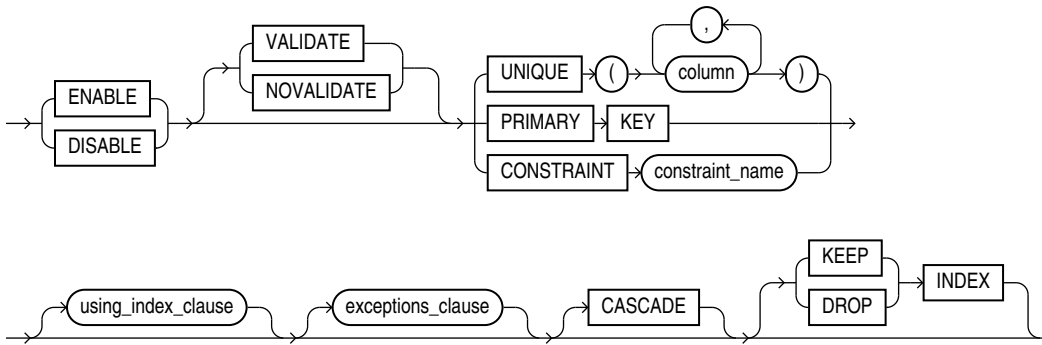 ,
VALIDATE
UNIQUE ( column )
ENABLE NOVALIDATE
PRIMARY KEY
DISABLE
CONSTRAINT constraint_name
KEEP
using_index_clause exceptions_clause CASCADE INDEX
DROP